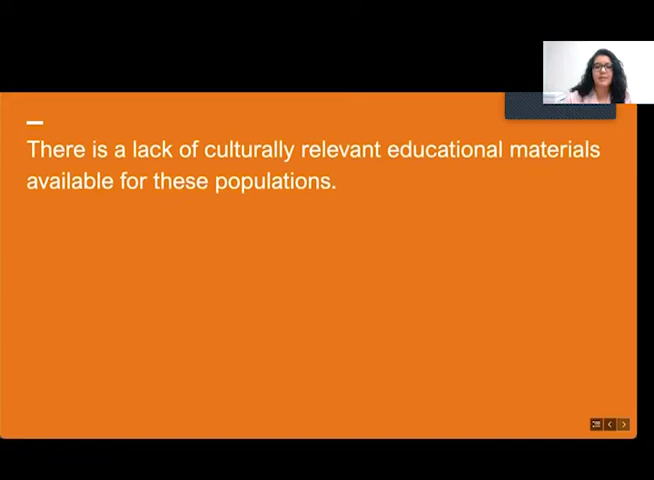 There is a lack of culturally relevant educational materials
available for these populations.